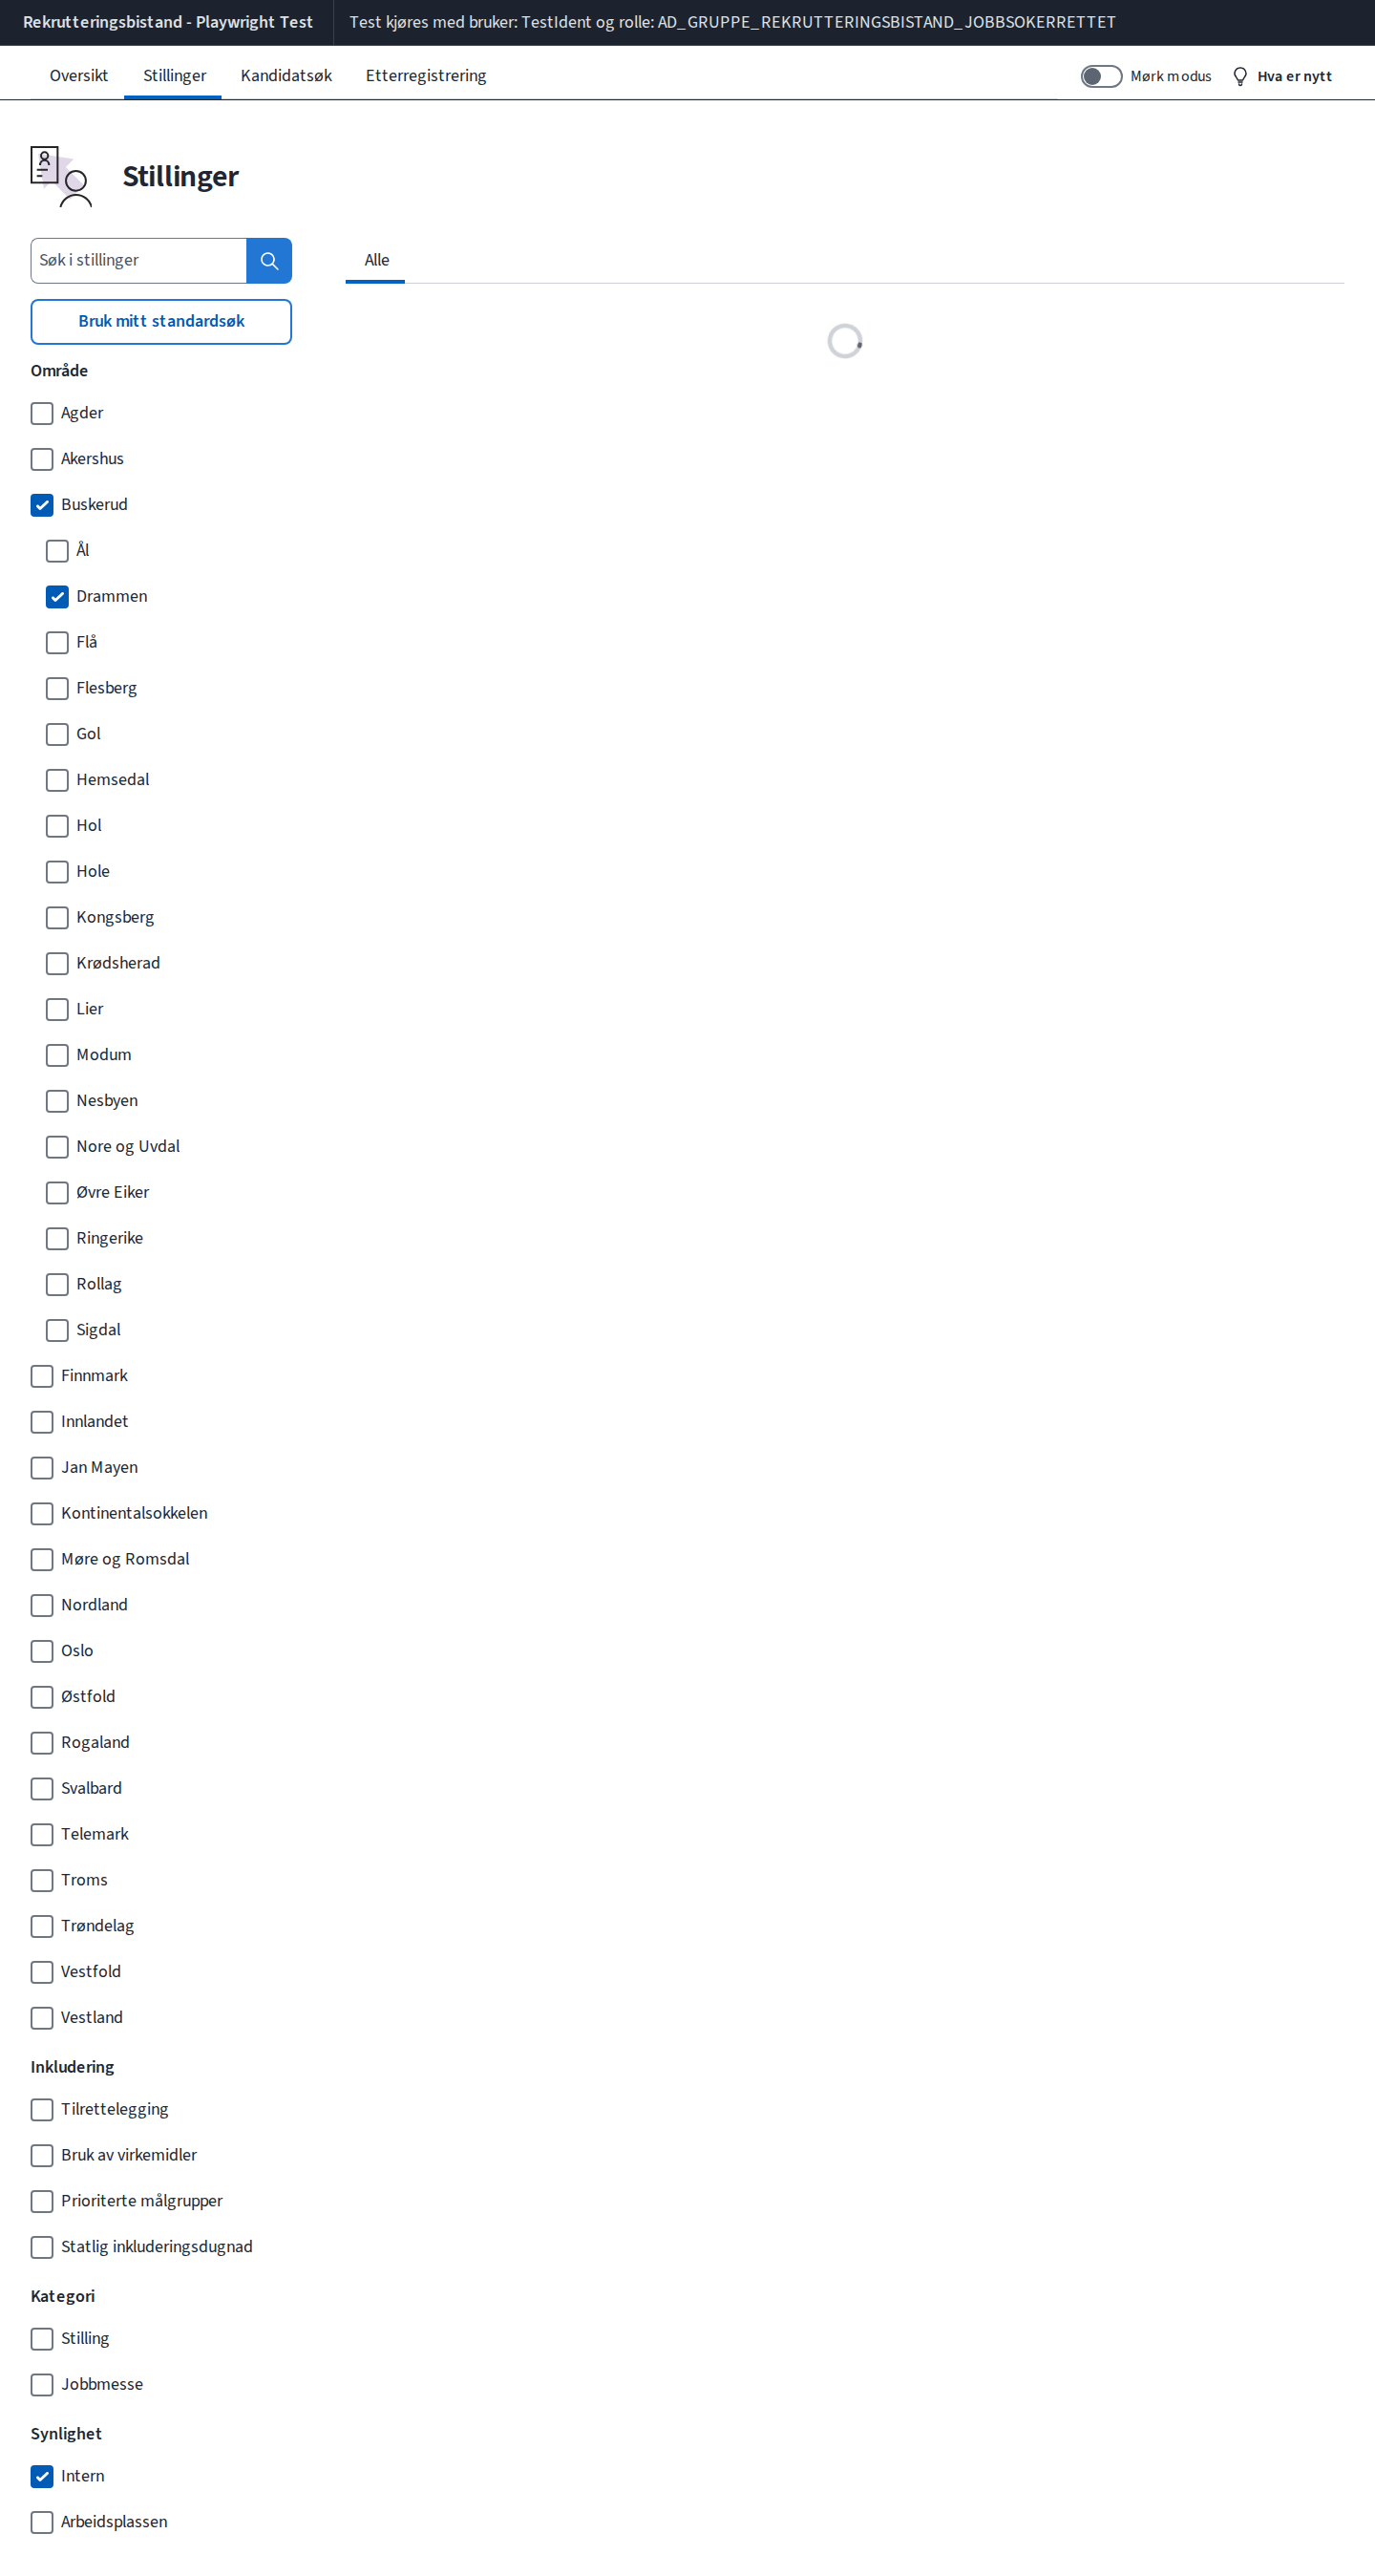 Rekrutteringsbistand - Playwright Test
Test kjøres med bruker: TestIdent og rolle: AD_GRUPPE_REKRUTTERINGSBISTAND_JOBBSOKERRETTET
Oversikt
Stillinger
Kandidatsøk
Etterregistrering
Mørk modus
Hva er nytt
Stillinger
Søk i stillinger
Alle
Bruk mitt standardsøk
Område
Agder
Akershus
Buskerud
Ål
Drammen
Flå
Flesberg
Gol
Hemsedal
Hol
Hole
Kongsberg
Krødsherad
Lier
Modum
Nesbyen
Nore og Uvdal
Øvre Eiker
Ringerike
Rollag
Sigdal
Finnmark
Innlandet
Jan Mayen
Kontinentalsokkelen
Møre og Romsdal
Nordland
Oslo
Østfold
Rogaland
Svalbard
Telemark
Troms
Trøndelag
Vestfold
Vestland
Inkludering
Tilrettelegging
Bruk av virkemidler
Prioriterte målgrupper
Statlig inkluderingsdugnad
Kategori
Stilling
Jobbmesse
Synlighet
Intern
Arbeidsplassen